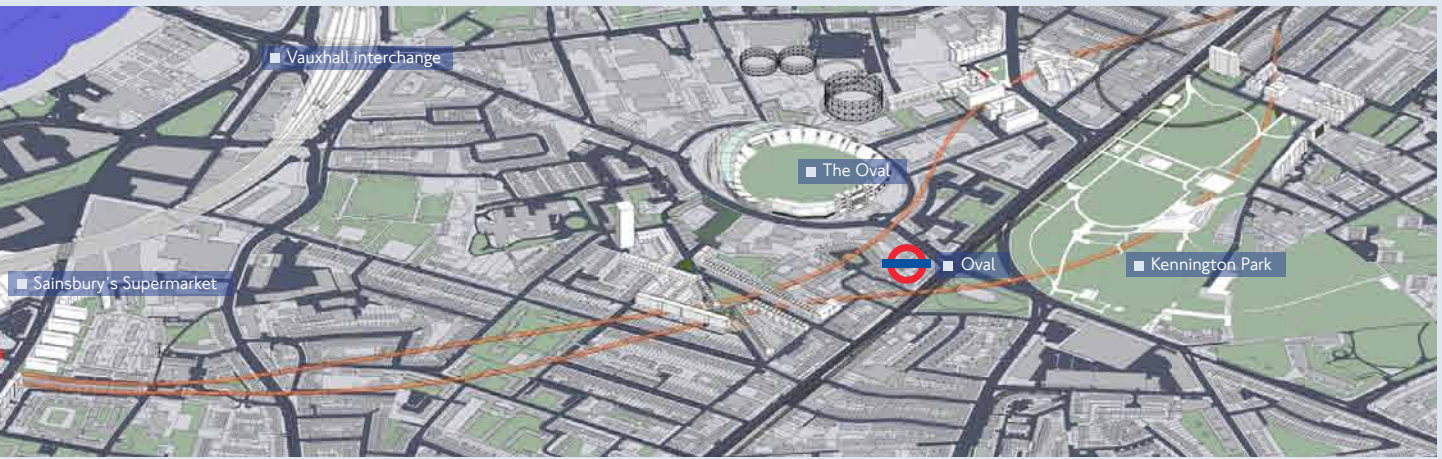 Vauxhall interchange
The Oval
Oval
Kennington Park
Sainsbury's Supermarket